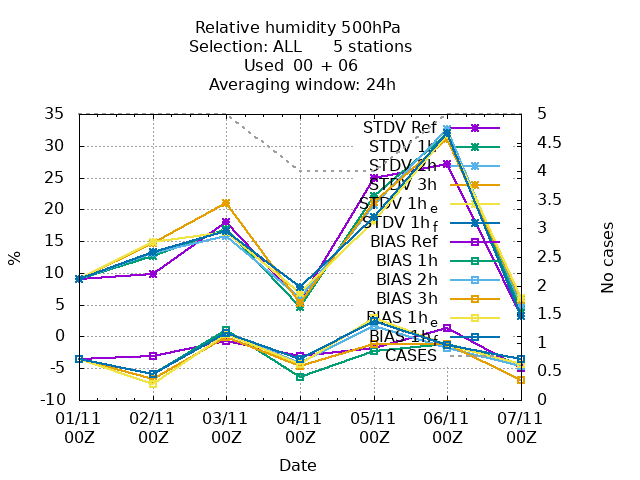 Relative humidity 500hPa
Selection: ALL 5 stations
Used 00 + 06
Averaging window: 24h
35
30
25
20
15
10
5
0
-5
-10
%
5
4.5
4
3.5
3
2.5
2
1.5
1
0.5
0
No cases
STDV Ref
STDV 1h
STDV 2h
STDV 3h
STDV 1h e
STDV 1h f
BIAS Ref
BIAS 1h
BIAS 2h
BIAS 3h
BIAS 1h e
BIAS 1h f
CASES
01/11 02/11 03/11 04/11 05/11 06/11 07/11
00Z 00Z 00Z 00Z 00Z 00Z 00Z
Date